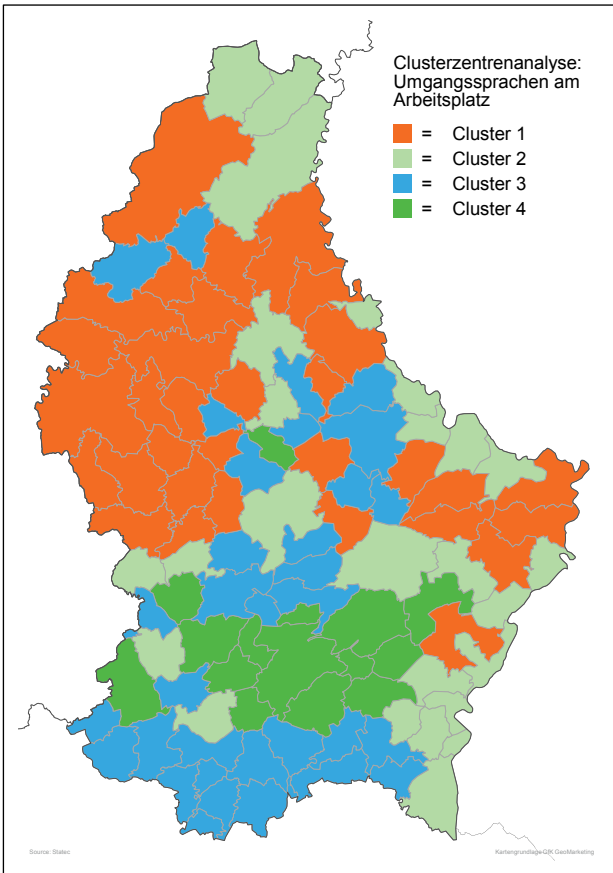 Clusterzentrenanalyse:
Umgangssprachen am
Arbeitsplatz
= Cluster 1
= Cluster 2
= Cluster 3
= Cluster 4
Source: Statec
Kartengrundlage GfK GeoMarketing